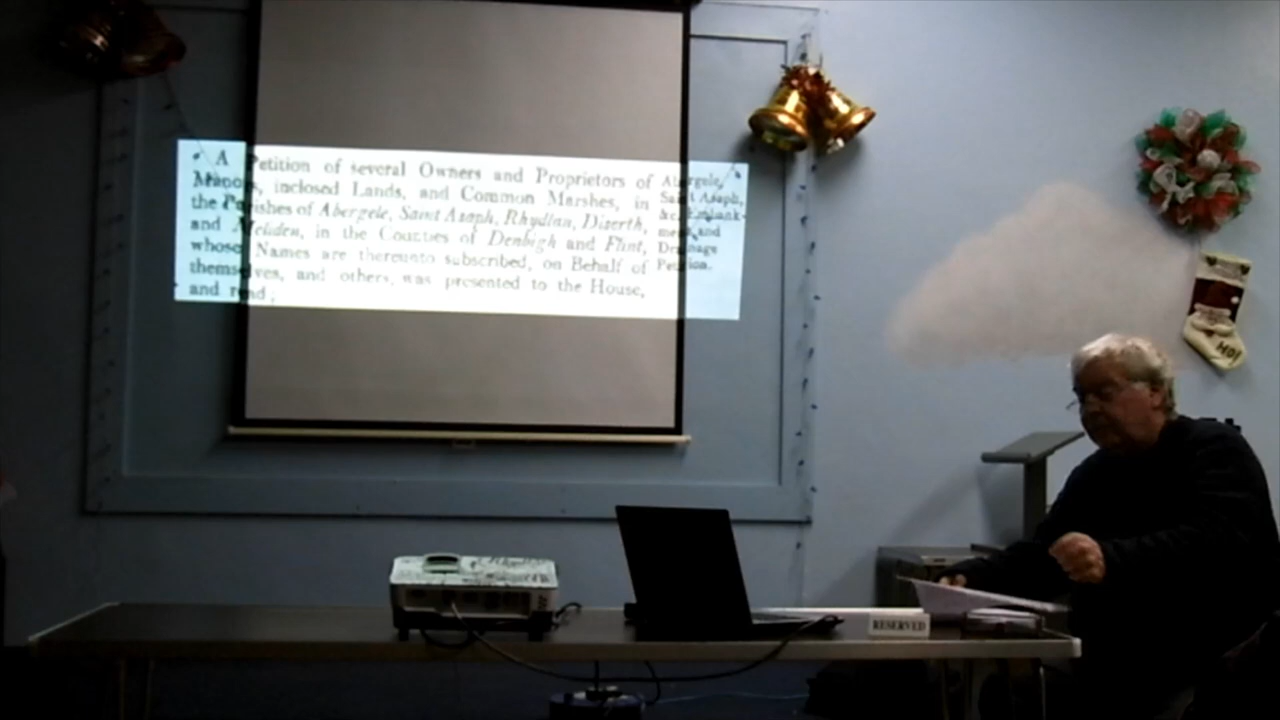 A Petition of several Owners and Proprietors of
Manors, inclosed Lands, and Common Marshes, in
the Parishes of Abergele, Saint Asaph, Rhydlan, Diserth,
and Meliden, in the Counties of Denbigh and Flint,
whose Names are thereunto subscribed, on Behalf of
themselves, and others, was presented to the House,
and read;
Abergele,
Saint Asaph,
&c. Embank-
ment and
Drainage
Petition.
HO!
RESERVED